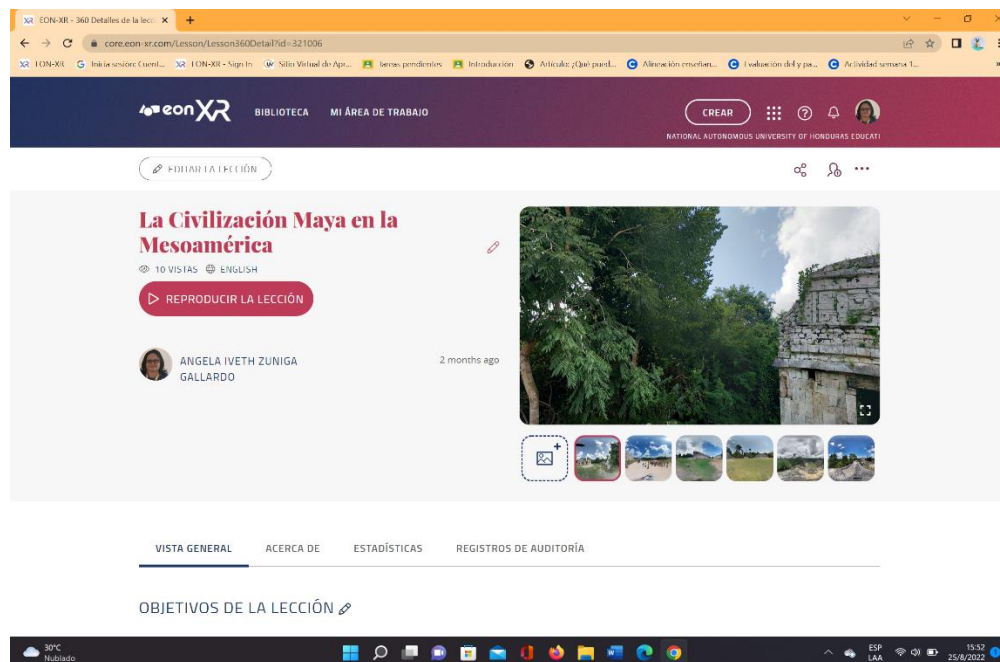 EON-XR - 360 Detalles de la lecc
core.eon-xr.com/Lesson/Lesson360Detail?id=321006
EON-XR
Inicia sesión: Cuent...
EON-XR - Sign In
Sitio Virtual de Apr...
Tareas pendientes
Introducción
Artículo: ¿Qué pued...
Alineación enseñan...
Evaluación del y pa...
Actividad semana 1...
eon XR
BIBLIOTECA
MI ÁREA DE TRABAJO
CREAR
NATIONAL AUTONOMOUS UNIVERSITY OF HONDURAS EDUCATI
EDITAR LA LECCIÓN
La Civilización Maya en la
Mesoamérica
10 VISTAS
ENGLISH
REPRODUCIR LA LECCIÓN
ANGELA IVETH ZUNIGA
GALLARDO
2 months ago
VISTA GENERAL
ACERCA DE
ESTADÍSTICAS
REGISTROS DE AUDITORÍA
OBJETIVOS DE LA LECCIÓN
30°C
Nublado
ESP
LAA
15:52
25/8/2022